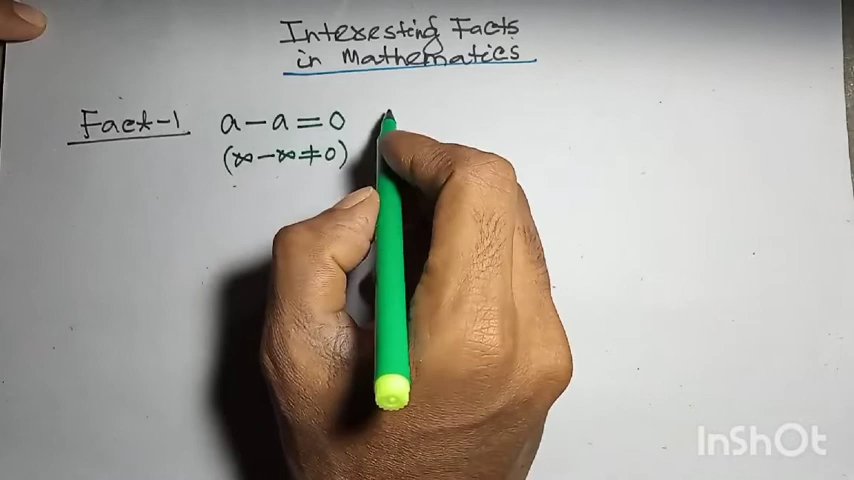 Interesting Facts
in Mathematics
Fact-1 a - a = 0
(∞ - ∞ ≠ 0)
InShOt